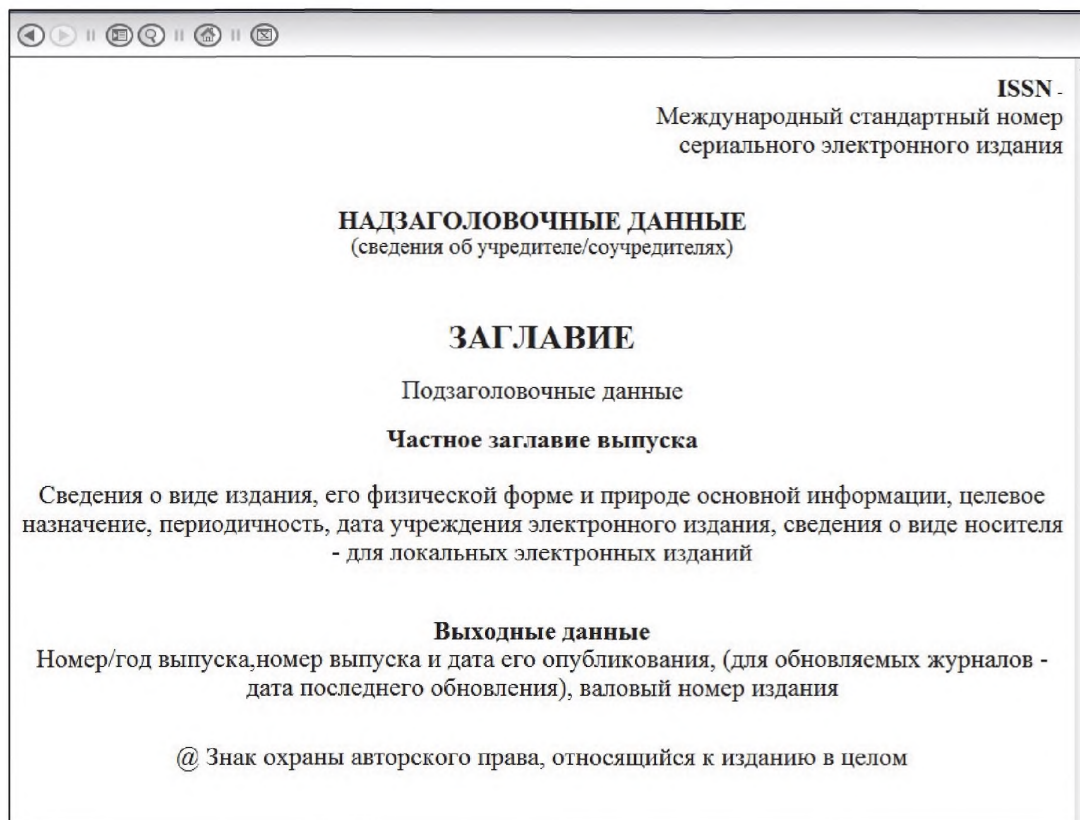 ISSN -
Международный стандартный номер
сериального электронного издания
НАДЗАГОЛОВОЧНЫЕ ДАННЫЕ
(сведения об учредителе/соучредителях)
ЗАГЛАВИЕ
Подзаголовочные данные
Частное заглавие выпуска
Сведения о виде издания, его физической форме и природе основной информации, целевое
назначение, периодичность, дата учреждения электронного издания, сведения о виде носителя
- для локальных электронных изданий
Выходные данные
Номер/год выпуска,номер выпуска и дата его опубликования, (для обновляемых журналов -
дата последнего обновления), валовый номер издания
@ Знак охраны авторского права, относящийся к изданию в целом